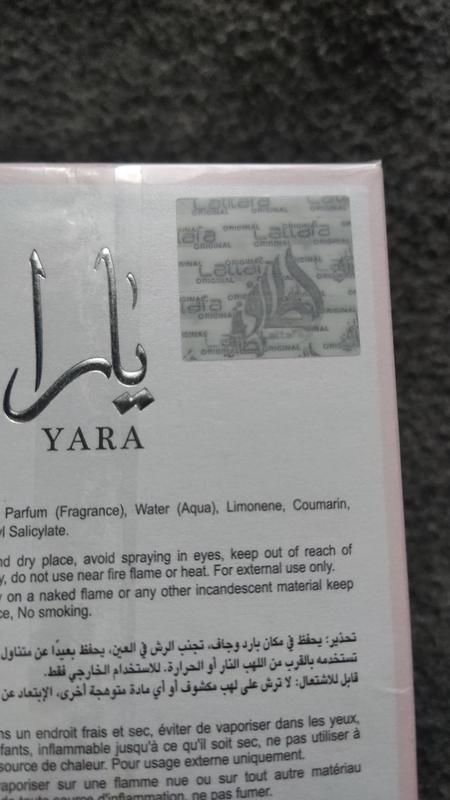 يارا
YARA
Lattafa
ORIGINAL
Parfum (Fragrance), Water (Aqua), Limonene, Coumarin,
Salicylate.
dry place, avoid spraying in eyes, keep out of reach of
do not use near fire flame or heat. For external use only.
on a naked flame or any other incandescent material keep
No smoking.
تحذير: يحفظ في مكان بارد وجاف، تجنب الرش في العين، يحفظ بعيدًا عن متناول
تستخدمه بالقرب من اللهب النار أو الحرارة. للاستخدام الخارجي فقط.
قابل للاشتعال: لا ترش على لهب مكشوف أو أي مادة متوهجة أخرى، الإبتعاد عن
un endroit frais et sec, éviter de vaporiser dans les yeux,
inflammable jusqu'à ce qu'il soit sec, ne pas utiliser à
source de chaleur. Pour usage externe uniquement.
vaporiser sur une flamme nue ou sur tout autre matériau
toute source d'inflammation, ne pas fumer.